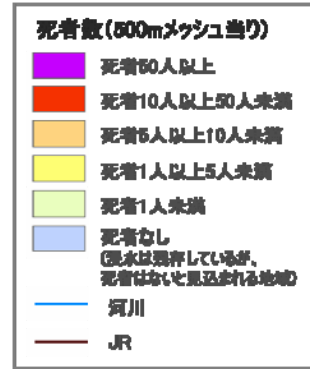 死者数(500mメッシュ当り)
死者50人以上
死者10人以上50人未満
死者5人以上10人未満
死者1人以上5人未満
死者1人未満
死者なし
(浸水は残存しているが、
死者はないと見込まれる地域)
河川
JR